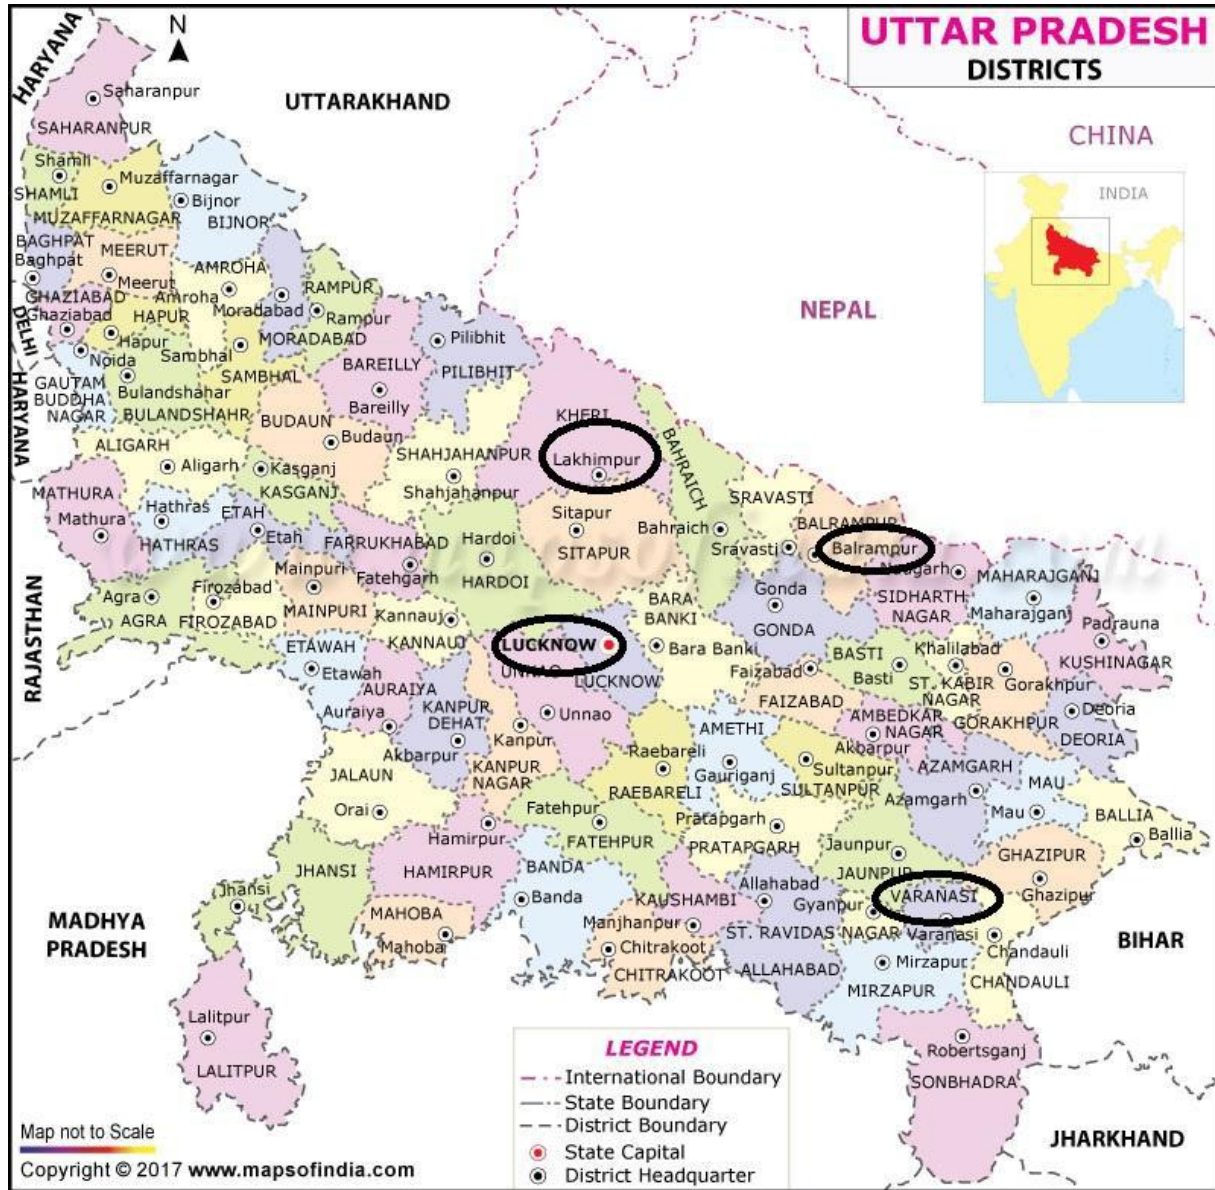 N
UTTAR PRADESH
DISTRICTS
HARYANA
UTTARAKHAND
CHINA
INDIA
NEPAL
Saharanpur
SAHARANPUR
Shamli
SHAMLI
Muzaffarnagar
MUZAFFARNAGAR
Bijnor
BIJNOR
BAGHPAT
Baghpat
MEERUT
Meerut
AMROHA
Amroha
GHAZIABAD
Ghaziabad
HAPUR
Hapur
Moradabad
MORADABAD
RAMPUR
Rampur
DELHI
Noida
Sambhal
SAMBHAL
BAREILLY
Bareilly
Pilibhit
PILIBHIT
HARYANA
GAUTAM
BUDDHA
NAGAR
Bulandshahar
BULANDSHAHR
BUDAUN
Budaun
KHERI
Lakhimpur
ALIGARH
Aligarh
Kasganj
KASGANJ
SHAHJAHANPUR
Shahjahanpur
BAHRAICH
Bahraich
SRAVASTI
Sravasti
BALRAMPUR
Balrampur
MATHURA
Mathura
Hathras
HATHRAS
ETAH
Etah
FARRUKHABAD
Fatehgarh
Hardoi
HARDOI
Sitapur
SITAPUR
SIDHARTH
NAGAR
MAHARAJGANJ
Maharajganj
RAJASTHAN
Agra
AGRA
Firozabad
FIROZABAD
Mainpuri
MAINPURI
Kannauj
KANNAUJ
BARA
BANKI
Bara Banki
Gonda
GONDA
Padrauna
KUSHINAGAR
ETAWAH
Etawah
LUCKNOW
LUCKNOW
UNNAO
Unnao
Faizabad
FAIZABAD
BASTI
Basti
Khalilabad
ST. KABIR
NAGAR
Gorakhpur
GORAKHPUR
Deoria
DEORIA
AURAIYA
Auraiya
KANPUR
DEHAT
Akbarpur
Kanpur
KANPUR
NAGAR
Raebareli
RAEBARELI
AMETHI
Gauriganj
Sultanpur
SULTANPUR
AMBEDKAR
NAGAR
Akbarpur
AZAMGARH
Azamgarh
MAU
Mau
BALLIA
Ballia
JALAUN
Orai
Hamirpur
HAMIRPUR
Fatehpur
FATEHPUR
Pratapgarh
PRATAPGARH
Jaunpur
JAUNPUR
GHAZIPUR
Ghazipur
JHANSI
Jhansi
MAHOBA
Mahoba
BANDA
Banda
KAUSHAMBI
Manjhanpur
Allahabad
ALLAHABAD
Gyanpur
ST. RAVIDAS NAGAR
VARANASI
Varanasi
Chandauli
CHANDAULI
MADHYA
PRADESH
BIHAR
Chitrakoot
CHITRAKOOT
Mirzapur
MIRZAPUR
Lalitpur
LALITPUR
Robertsganj
SONBHADRA
JHARKHAND
LEGEND
International Boundary
State Boundary
District Boundary
State Capital
District Headquarter
Map not to Scale
Copyright © 2017 www.mapsofindia.com